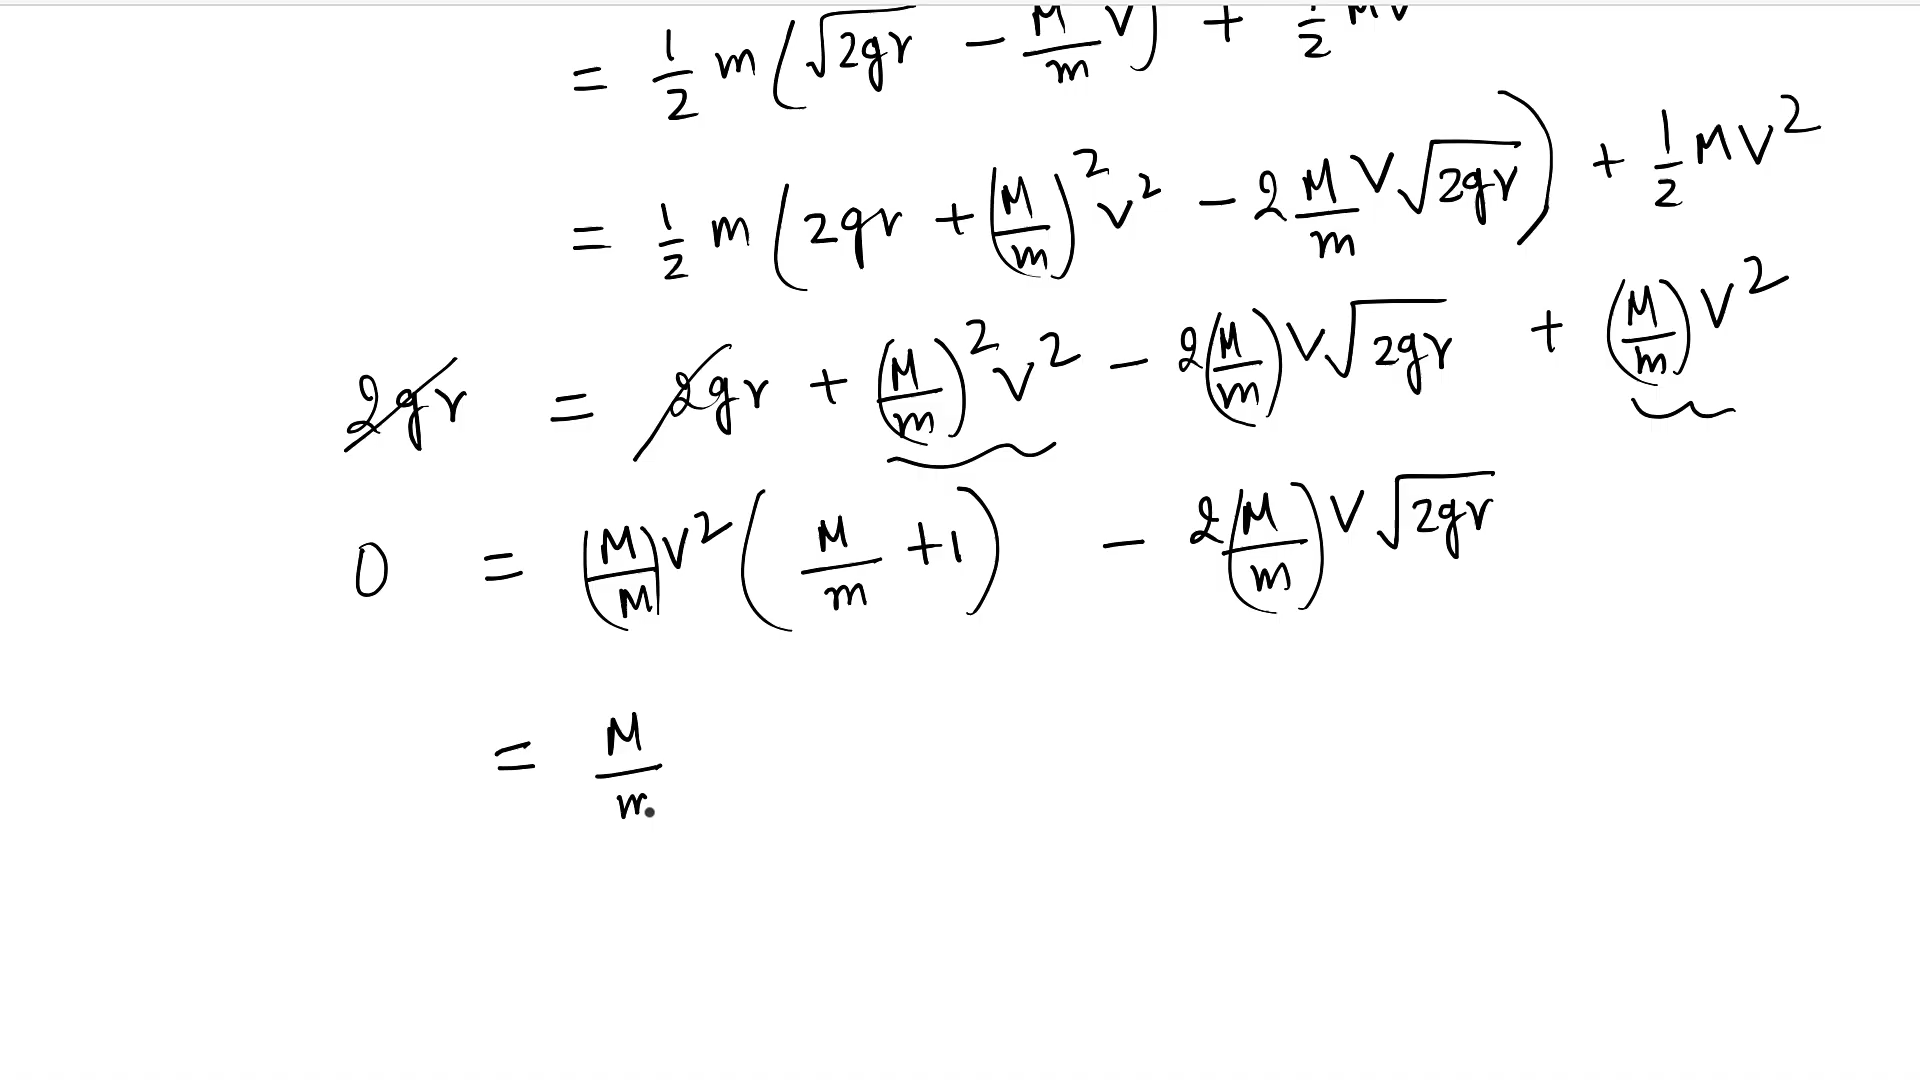 = 1/2 m(√2gr - M/m V) + 1/2 MV
= 1/2 m(2gr + (M/m)² V² - 2 M/m V √2gr) + 1/2 MV²
2gr = 2gr + (M/m)² V² - 2(M/m) V √2gr + (M/m) V²
0 = (M/M) V² (M/m + 1) - 2(M/m) V √2gr
= M/m